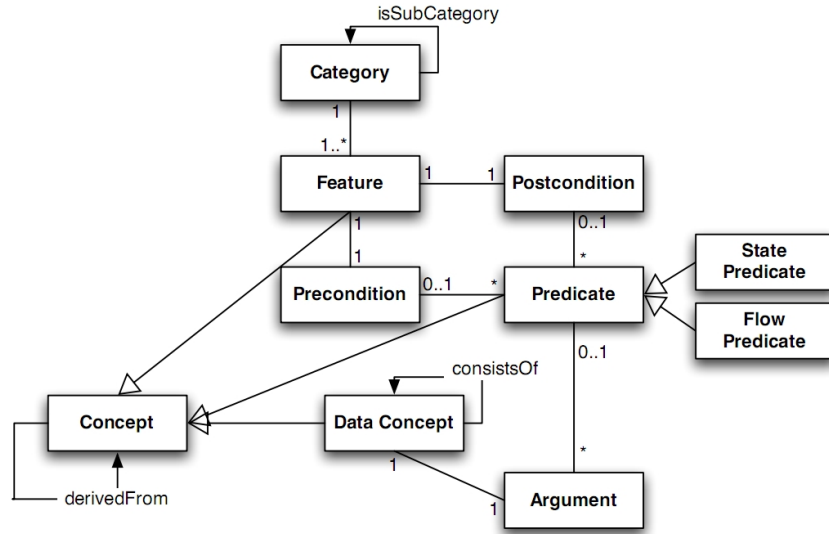 isSubCategory
Category
1
1..*
Feature
1
1
Postcondition
1
1
0..1
*
State
Predicate
Precondition
0..1
*
Predicate
Flow
Predicate
0..1
consistsOf
Concept
Data Concept
derivedFrom
1
*
1
Argument